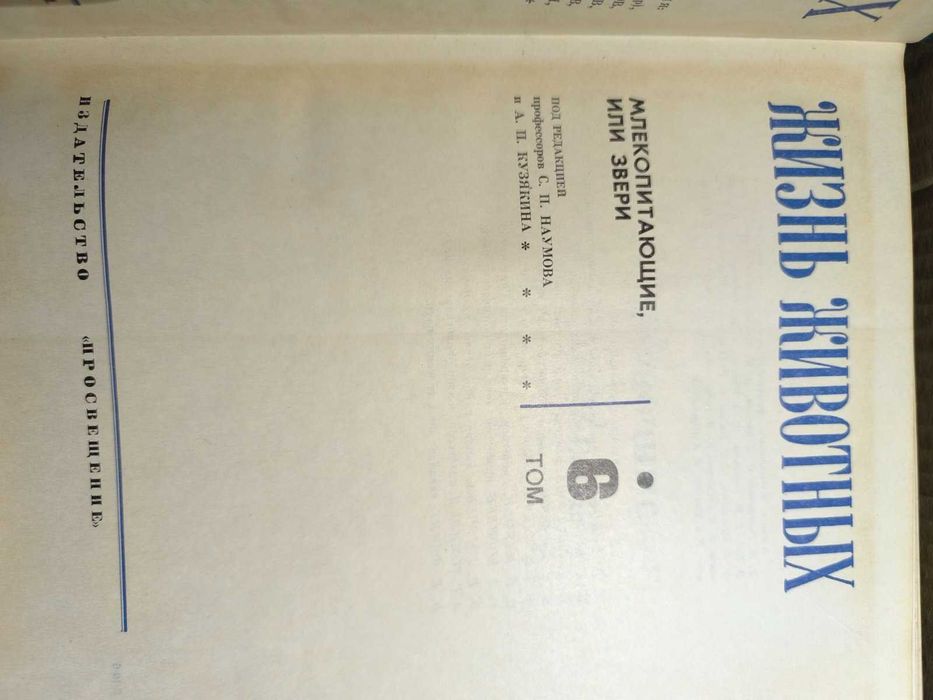 ЖИЗНЬ ЖИВОТНЫХ
МЛЕКОПИТАЮЩИЕ,
ИЛИ ЗВЕРИ
6
ТОМ
ПОД РЕДАКЦИЕЙ
профессоров С. П. НАУМОВА
и А. П. КУЗЯКИНА * * * *
ИЗДАТЕЛЬСТВО «ПРОСВЕЩЕНИЕ»